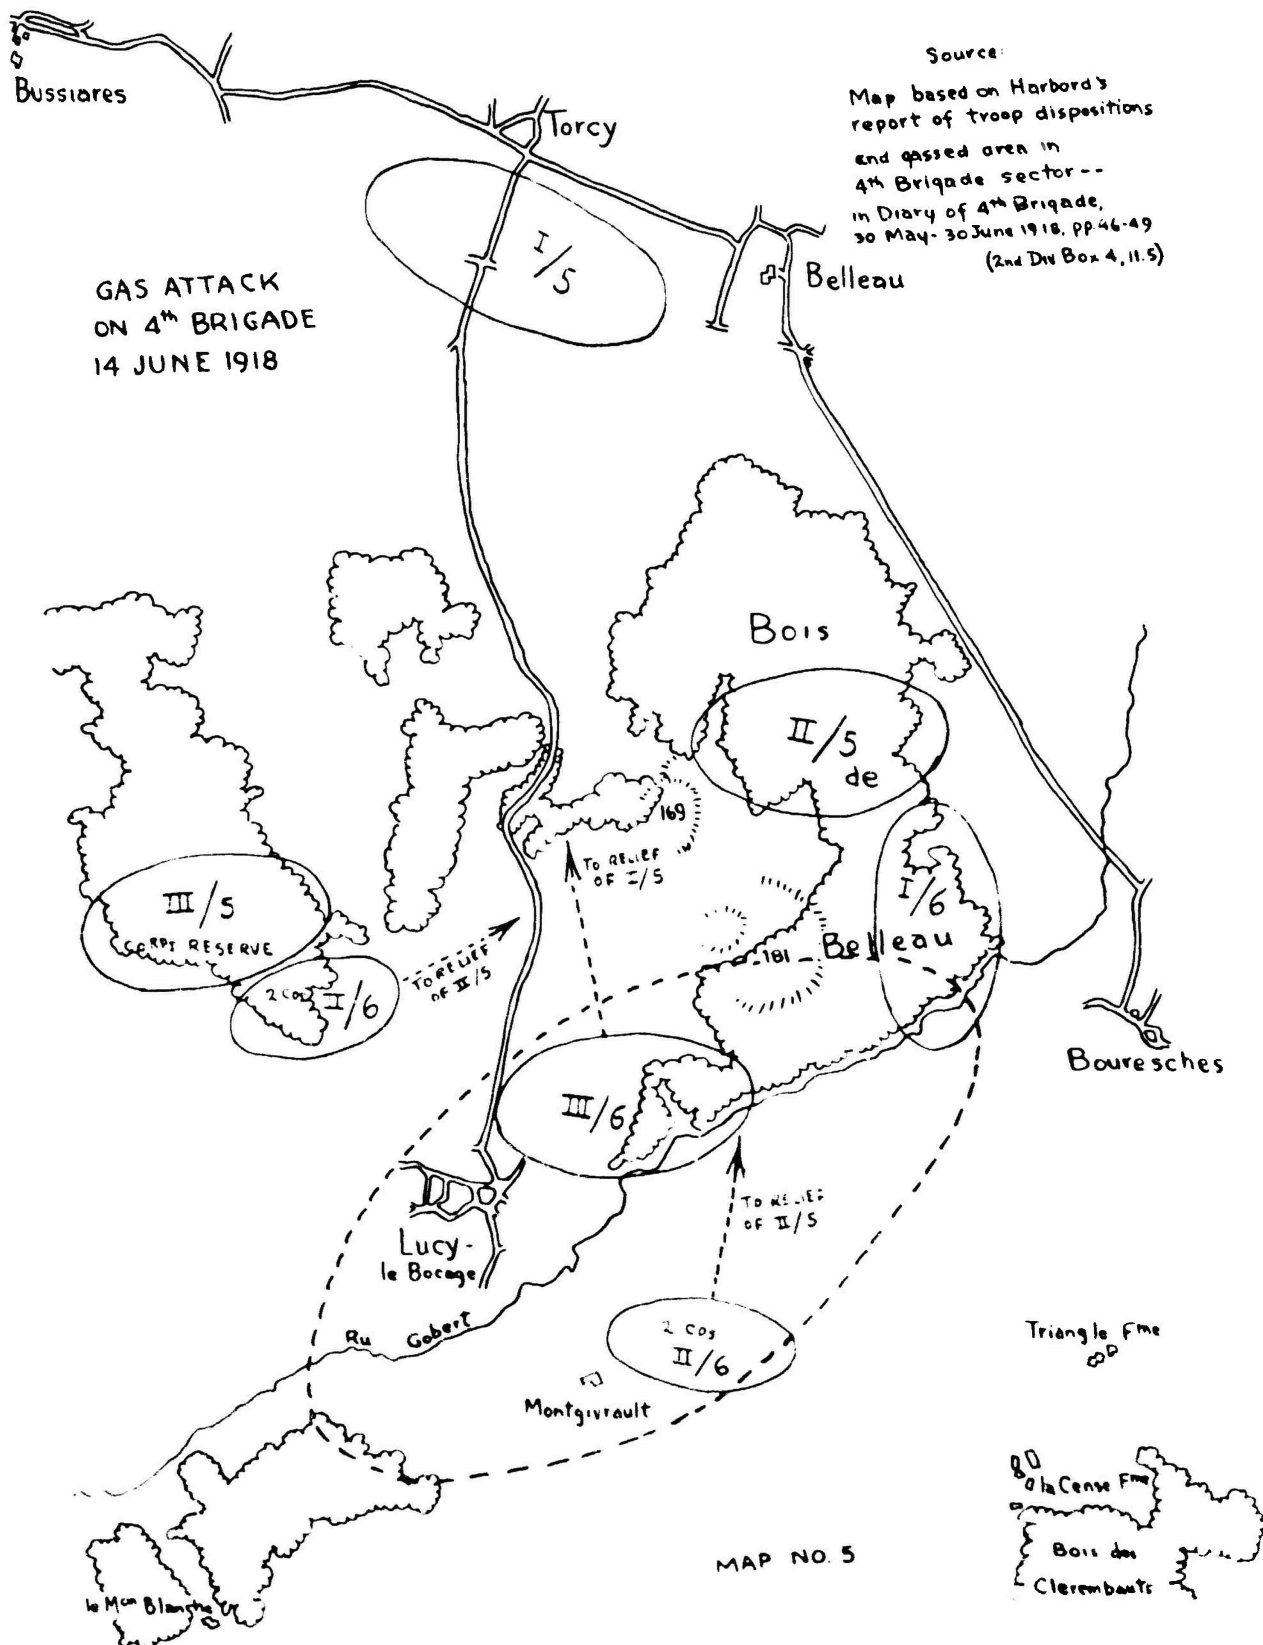 Bussiares
Torcy
Source:
Map based on Harbord's
report of troop dispositions
and gassed area in
4th Brigade sector--
in Diary of 4th Brigade,
30 May - 30 June 1918, pp. 46-49
(2nd Div Box 4, 11.5)
I/5
Belleau
GAS ATTACK
ON 4th BRIGADE
14 JUNE 1918
Bois
II/5
de
169
TO RELIEF
OF I/5
III/5
CORPS RESERVE
I/6
Belleau
181
TO RELIEF
2 cos
II/6
Bouresches
III/6
TO RELIEF
OF II/5
Lucy-
le Bocage
Ru Gobert
2 cos
II/6
Triangle Fme
Montgivrault
la Cense Fme
MAP NO. 5
Bois des
Clerembauts
le Mon Blanche